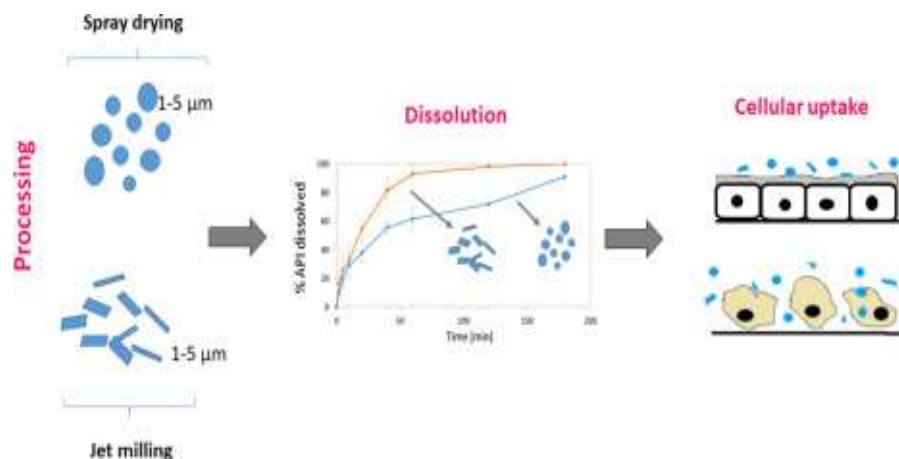 Spray drying
1-5 µm
Processing
1-5 µm
Jet milling
Dissolution
% API dissolved
100
80
60
40
20
0
0
50
100
150
200
Time [min]
Cellular uptake